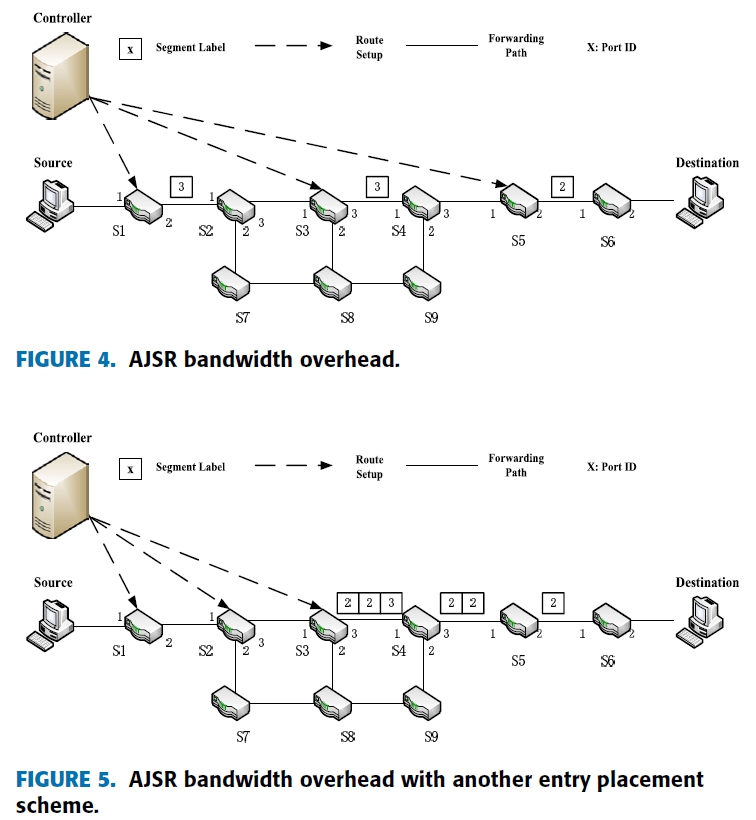 Controller
x Segment Label Route Setup Forwarding Path X: Port ID
Source
Destination
3 3 2
1 2 1 3 2 1 3 2 1 3 2 1 2 1 2
S1 S2 S3 S4 S5 S6
S7 S8 S9
FIGURE 4. AJSR bandwidth overhead.
Controller
x Segment Label Route Setup Forwarding Path X: Port ID
Source
Destination
2 2 3 2 2 2
1 2 1 3 2 1 3 2 1 3 2 1 2 1 2
S1 S2 S3 S4 S5 S6
S7 S8 S9
FIGURE 5. AJSR bandwidth overhead with another entry placement
scheme.